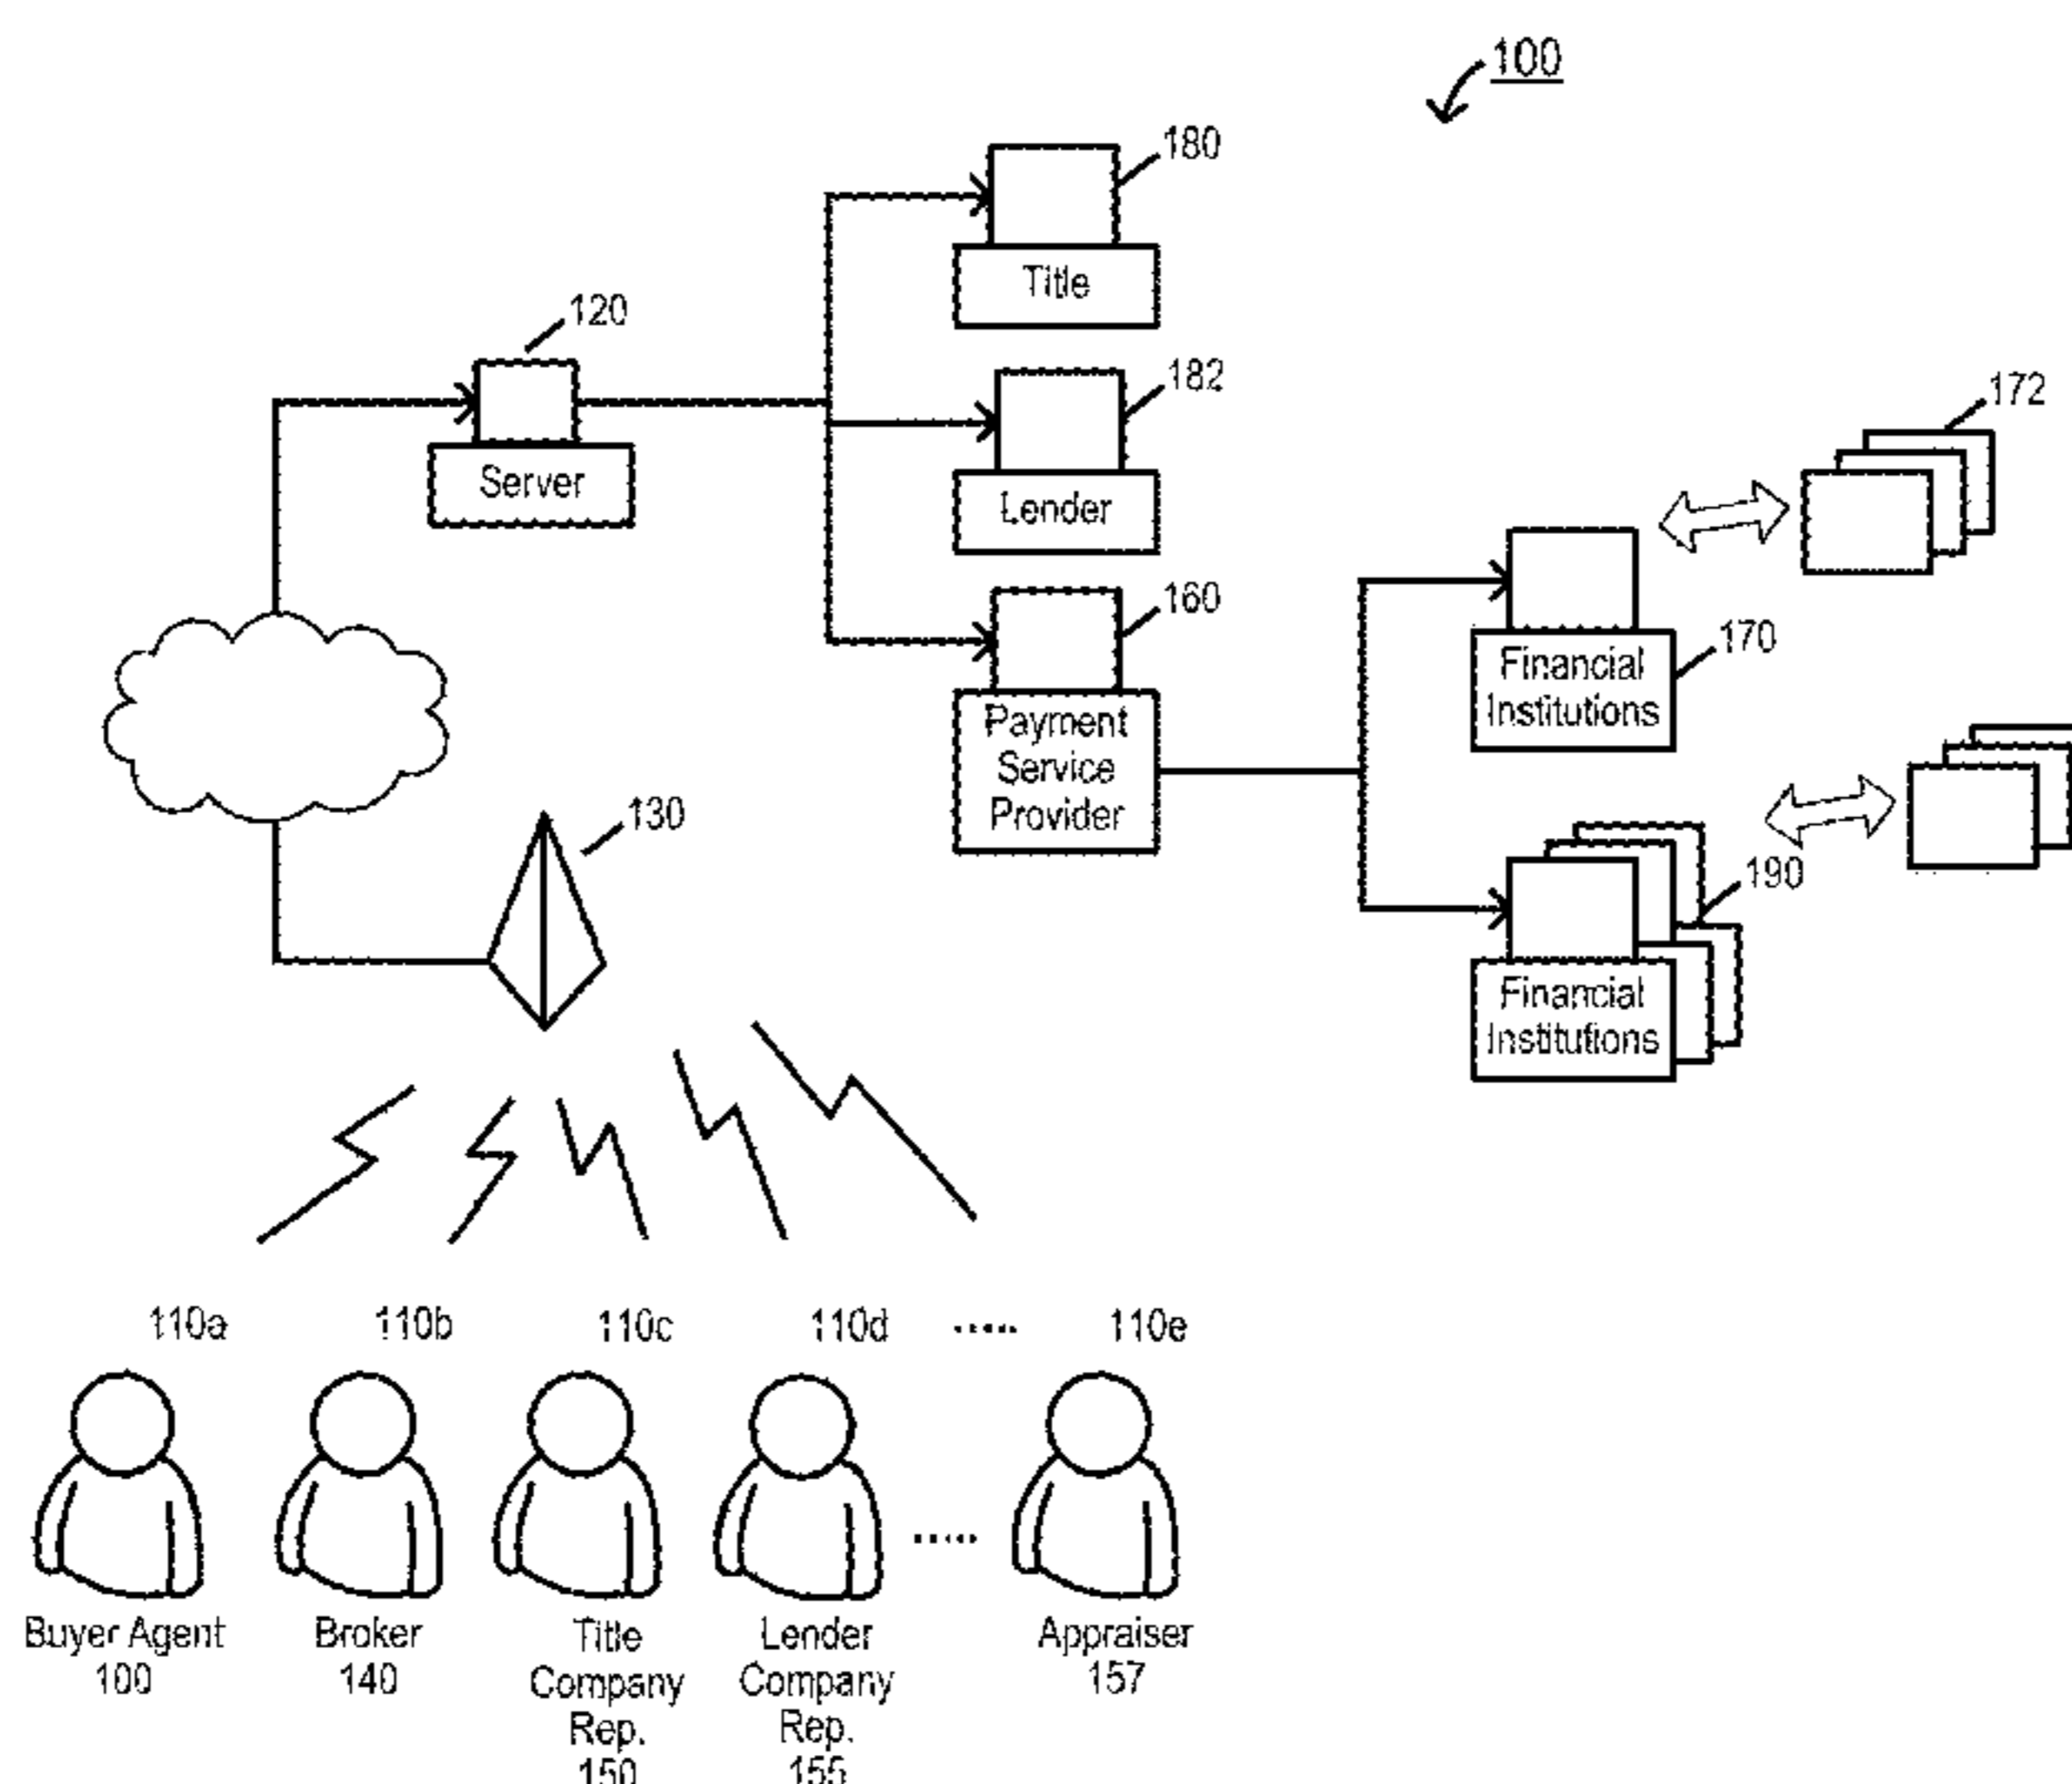 100
180
Title
120
182
172
Server
Lender
160
170
Financial
Institutions
Payment
Service
Provider
130
190
Financial
Institutions
110a 110b 110c 110d ..... 110e
.....
Buyer Agent
100
Broker
140
Title
Company
Rep.
150
Lender
Company
Rep.
155
Appraiser
157